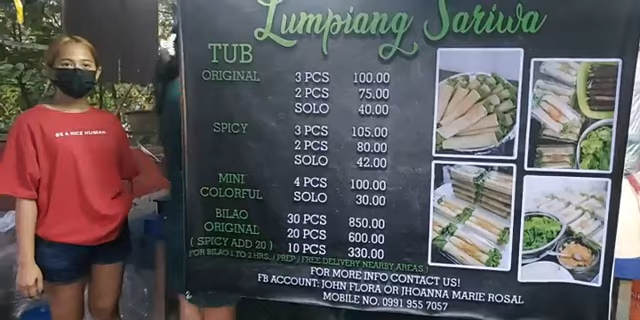 BE A NICE HUMAN.
Lumpiang Sariwa
TUB
ORIGINAL 3 PCS 100.00
2 PCS 75.00
SOLO 40.00
SPICY 3 PCS 105.00
2 PCS 80.00
SOLO 42.00
MINI COLORFUL 4 PCS 100.00
SOLO 30.00
BILAO ORIGINAL 30 PCS 850.00
20 PCS 600.00
( SPICY ADD 20 ) 10 PCS 330.00
FOR BILAO 1 TO 2 HRS. / PREP / FREE DELIVERY NEARBY AREAS )
FOR MORE INFO CONTACT US!
FB ACCOUNT: JOHN FLORA OR JHOANNA MARIE ROSAL
MOBILE NO. 0991 955 7057